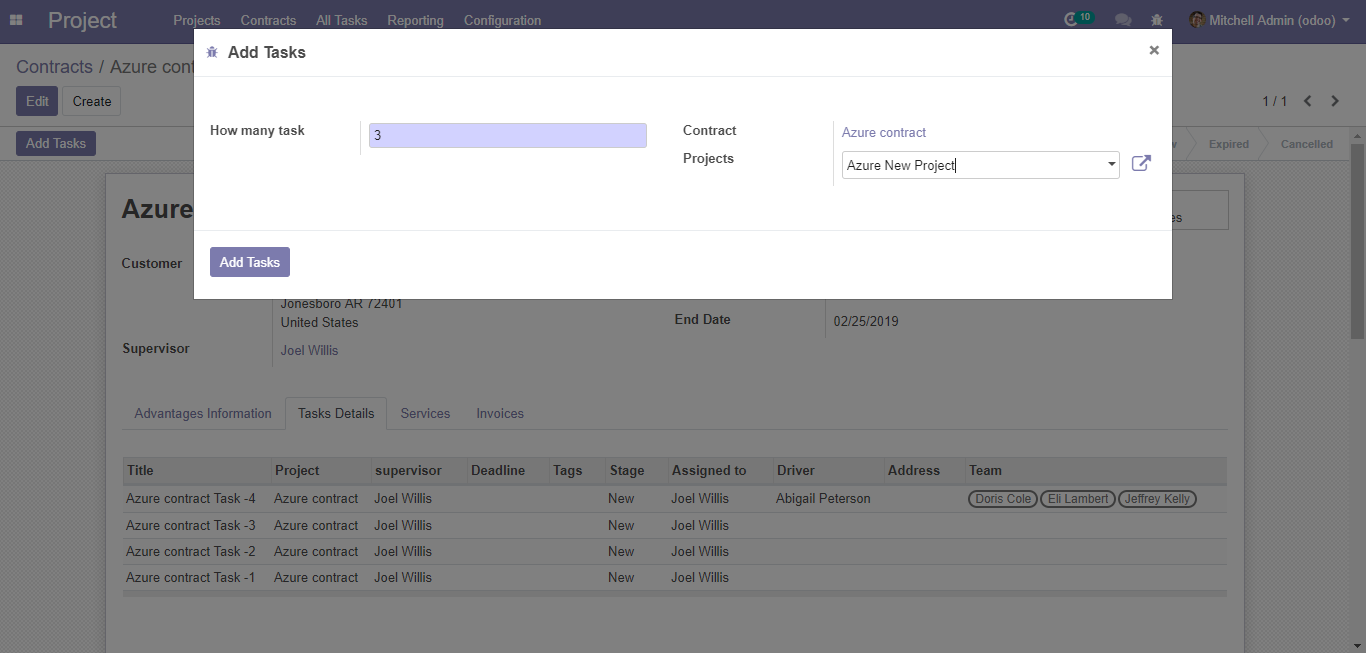 Project Projects Contracts All Tasks Reporting Configuration 10 Mitchell Admin (odoo)
Contracts / Azure cont
Edit Create 1 / 1
Add Tasks Expired Cancelled
Add Tasks ×
How many task 3 Contract Azure contract
Projects Azure New Project
Add Tasks
Azure
Customer
Jonesboro AR 72401
United States End Date 02/25/2019
Supervisor Joel Willis
Advantages Information Tasks Details Services Invoices
Title Project supervisor Deadline Tags Stage Assigned to Driver Address Team
Azure contract Task -4 Azure contract Joel Willis New Joel Willis Abigail Peterson Doris Cole Eli Lambert Jeffrey Kelly
Azure contract Task -3 Azure contract Joel Willis New Joel Willis
Azure contract Task -2 Azure contract Joel Willis New Joel Willis
Azure contract Task -1 Azure contract Joel Willis New Joel Willis